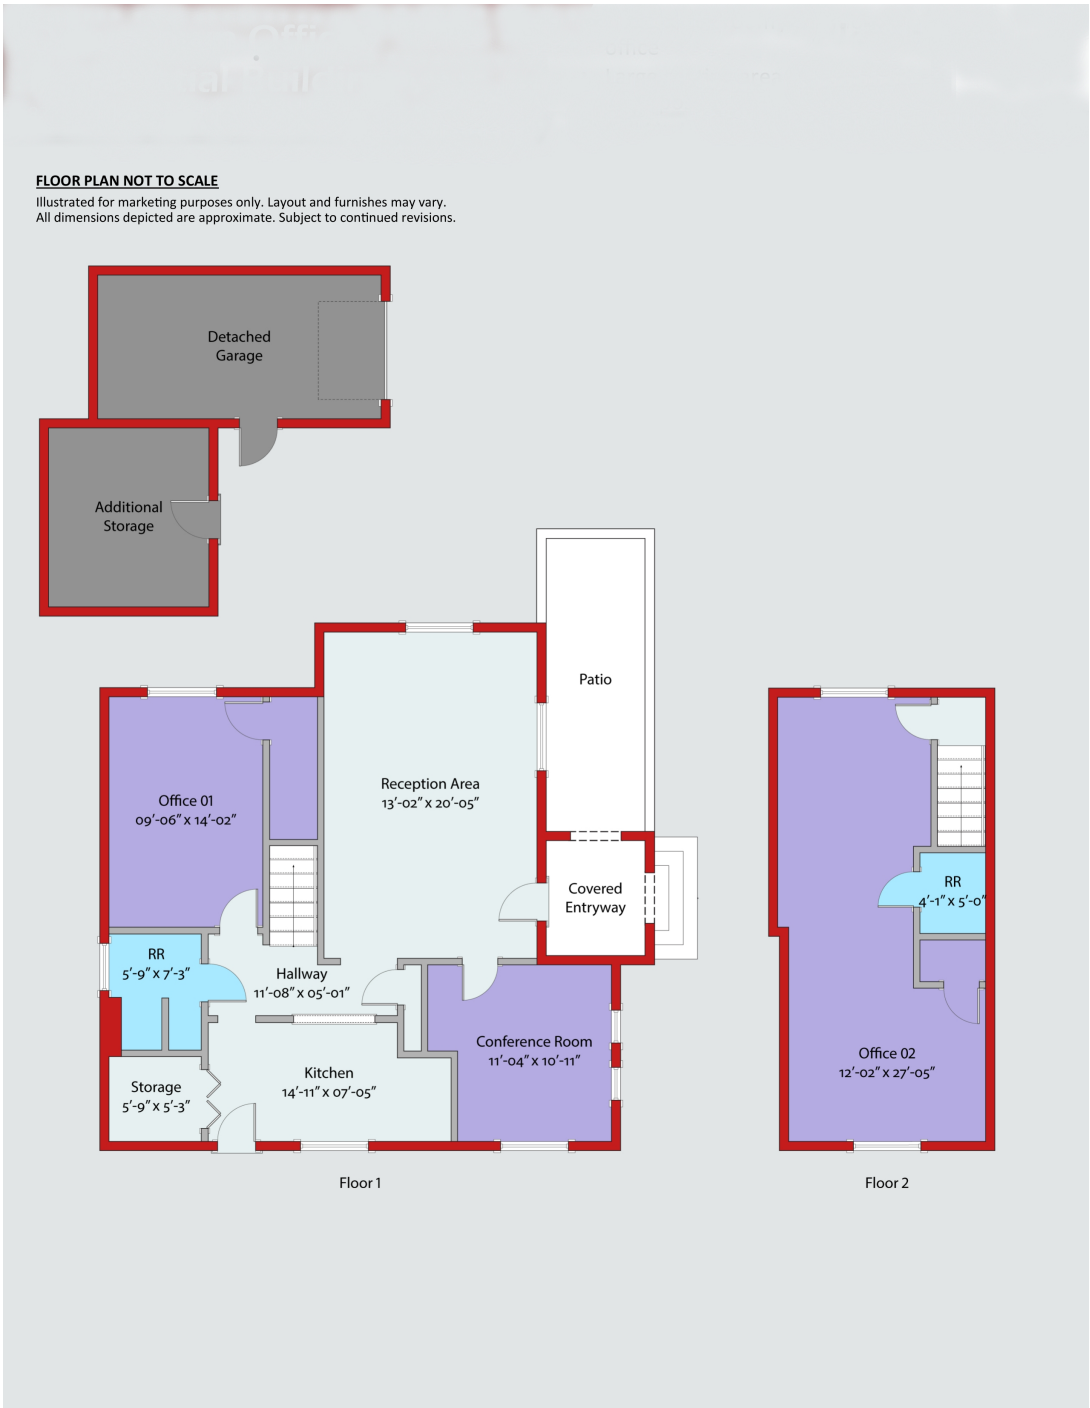 FLOOR PLAN NOT TO SCALE
Illustrated for marketing purposes only. Layout and furnishes may vary.
All dimensions depicted are approximate. Subject to continued revisions.
Detached
Garage
Additional
Storage
Patio
Reception Area
13’-02” x 20’-05”
Office 01
09’-06” x 14’-02”
Covered
Entryway
RR
5’-9” x 7’-3”
Hallway
11’-08” x 05’-01”
Conference Room
11’-04” x 10’-11”
Kitchen
14’-11” x 07’-05”
Storage
5’-9” x 5’-3”
Floor 1
RR
4’-1” x 5’-0”
Office 02
12’-02” x 27’-05”
Floor 2